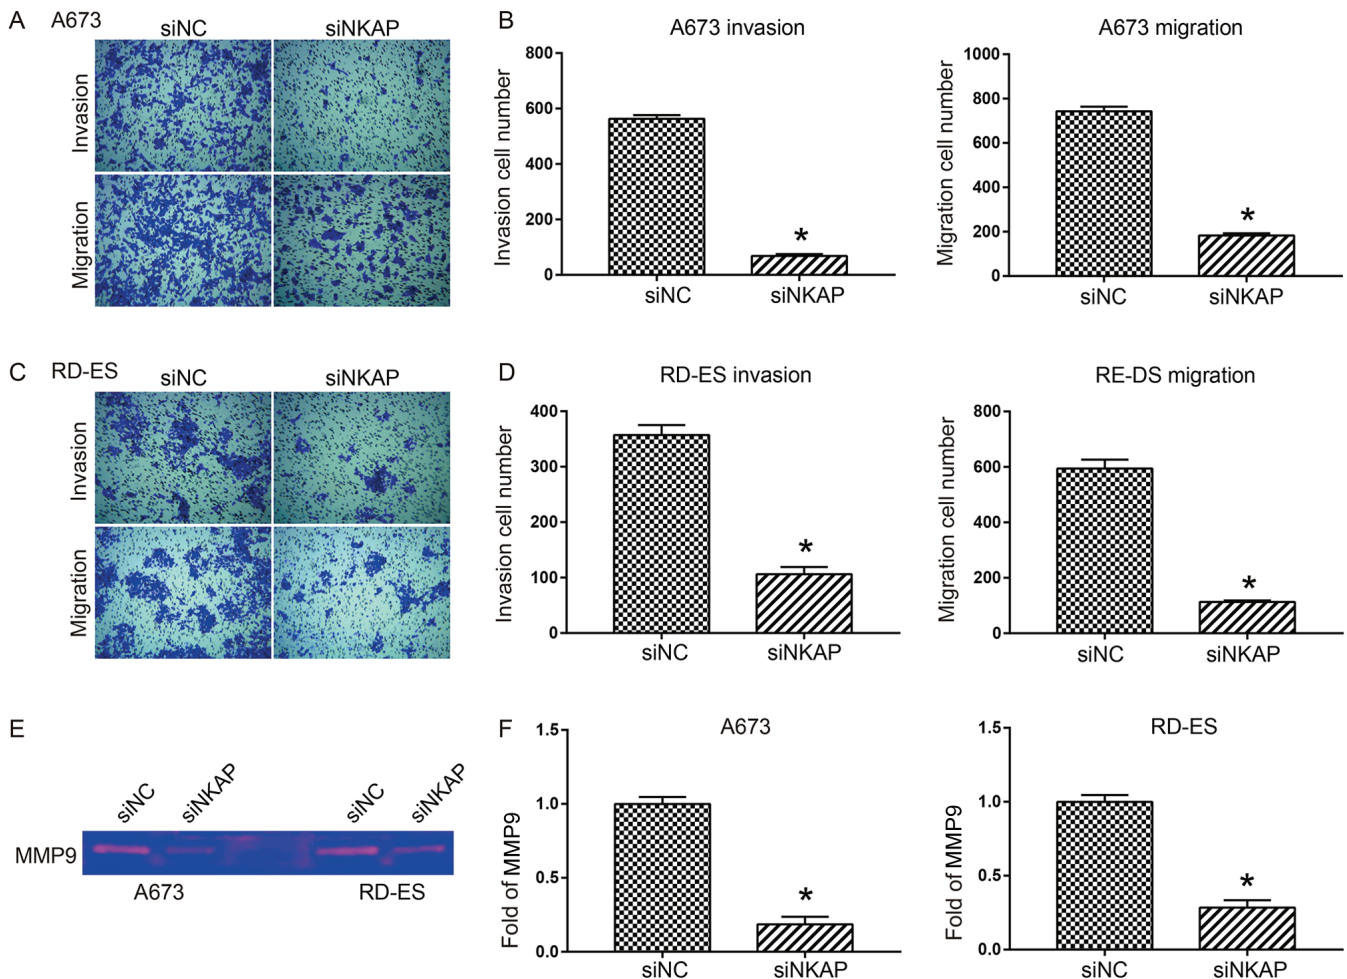 A A673
siNC siNKAP
Invasion
Migration
B
A673 invasion
Invasion cell number
800
600
400
200
0
*
siNC siNKAP
A673 migration
Migration cell number
1000
800
600
400
200
0
*
siNC siNKAP
C RD-ES
siNC siNKAP
Invasion
Migration
D
RD-ES invasion
Invasion cell number
400
300
200
100
0
*
siNC siNKAP
RE-DS migration
Migration cell number
800
600
400
200
0
*
siNC siNKAP
E
siNC siNKAP siNC siNKAP
MMP9
A673 RD-ES
F
A673
Fold of MMP9
1.5
1.0
0.5
0.0
*
siNC siNKAP
RD-ES
Fold of MMP9
1.5
1.0
0.5
0.0
*
siNC siNKAP